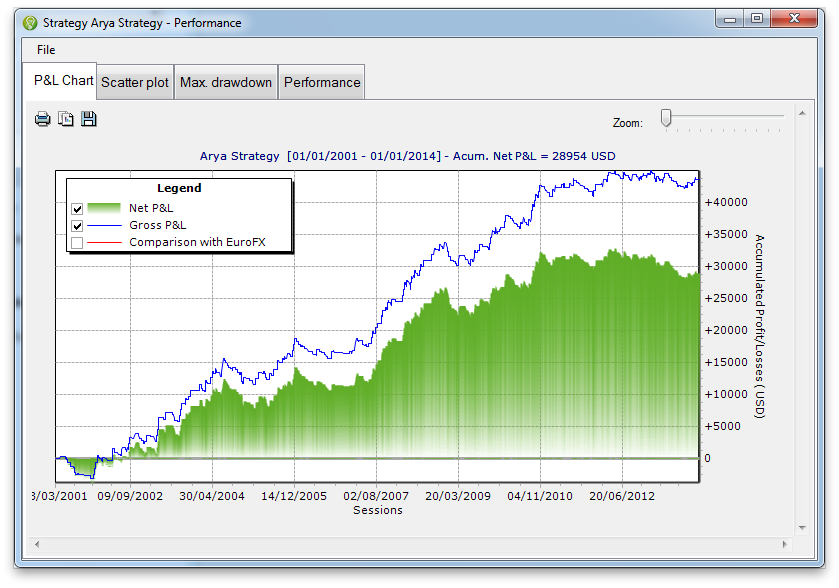 Strategy Arya Strategy - Performance
File
P&L Chart
Scatter plot
Max. drawdown
Performance
Zoom:
Arya Strategy [01/01/2001 - 01/01/2014] - Acum. Net P&L = 28954 USD
Legend
Net P&L
Gross P&L
Comparison with EuroFX
+40000
+35000
+30000
+25000
+20000
+15000
+10000
+5000
0
Accumulated Profit/Losses ( USD)
3/03/2001 09/09/2002 30/04/2004 14/12/2005 02/08/2007 20/03/2009 04/11/2010 20/06/2012
Sessions